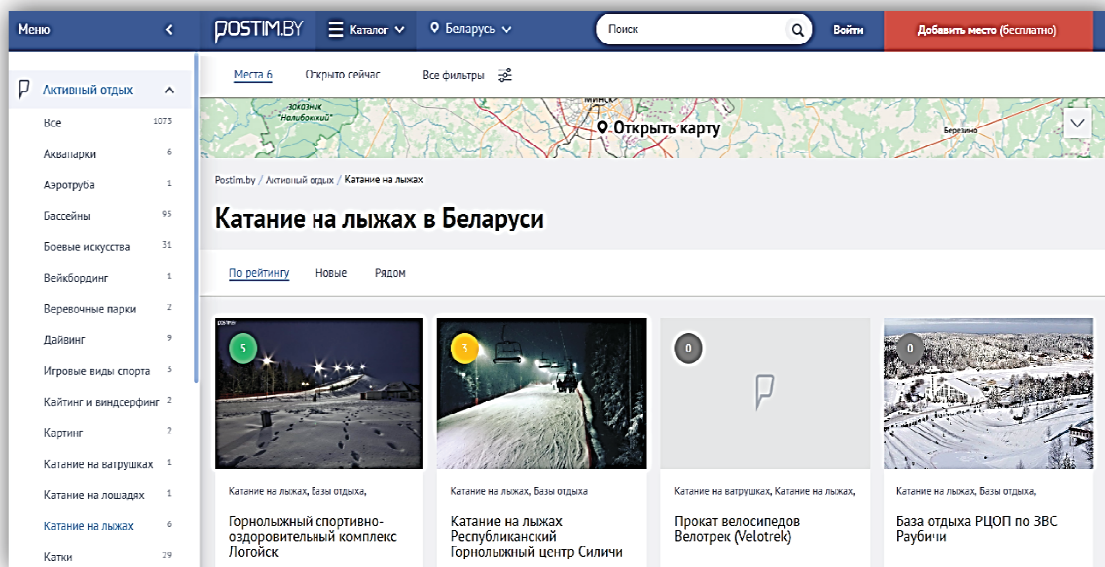 Меню
POSTIM.BY
Каталог
Беларусь
Поиск
Войти
Добавить место (бесплатно)
Активный отдых
Все 1073
Аквапарки 6
Аэротруба 1
Бассейны 95
Боевые искусства 31
Вейкбординг 1
Веревочные парки 2
Дайвинг 9
Игровые виды спорта 3
Кайтинг и виндсерфинг 2
Картинг
Катание на ватрушках 1
Катание на лошадях 1
Катание на лыжах 6
Катки 29
Места 6
Открыто сейчас
Все фильтры
заказник
"Налибокский"
Минск
Открыть карту
Березино
Postim.by / Активный отдых / Катание на лыжах
Катание на лыжах в Беларуси
По рейтингу
Новые
Рядом
POSTIM.BY
5
Катание на лыжах, Базы отдыха,
Горнолыжный спортивно-
оздоровительный комплекс
Логойск
3
Катание на лыжах, Базы отдыха
Катание на лыжах
Республиканский
Горнолыжный центр Силичи
0
Катание на ватрушках, Катание на лыжах,
Прокат велосипедов
Велотрек (Velotrek)
0
Катание на лыжах, Базы отдыха,
База отдыха РЦОП по ЗВС
Раубичи